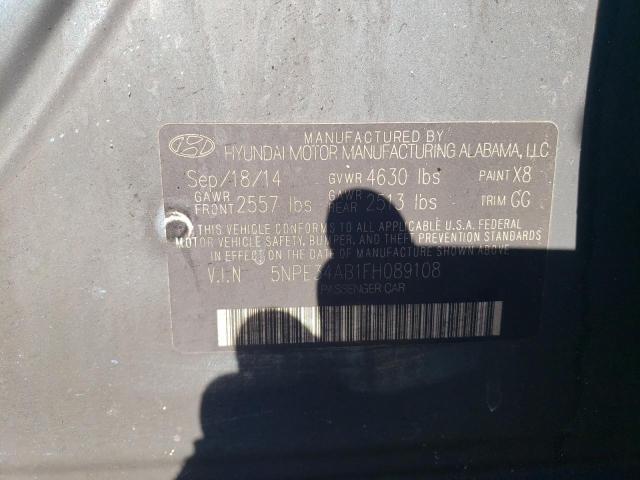 MANUFACTURED BY
HYUNDAI MOTOR MANUFACTURING ALABAMA, LLC
Sep/18/14 GVWR 4630 lbs PAINT X8
GAWR FRONT 2557 lbs GAWR REAR 2513 lbs TRIM GG
THIS VEHICLE CONFORMS TO ALL APPLICABLE U.S.A. FEDERAL
MOTOR VEHICLE SAFETY, BUMPER, AND THEFT PREVENTION STANDARDS
IN EFFECT ON THE DATE OF MANUFACTURE SHOWN ABOVE
V.I.N 5NPE34AB1FH089108
PASSENGER CAR